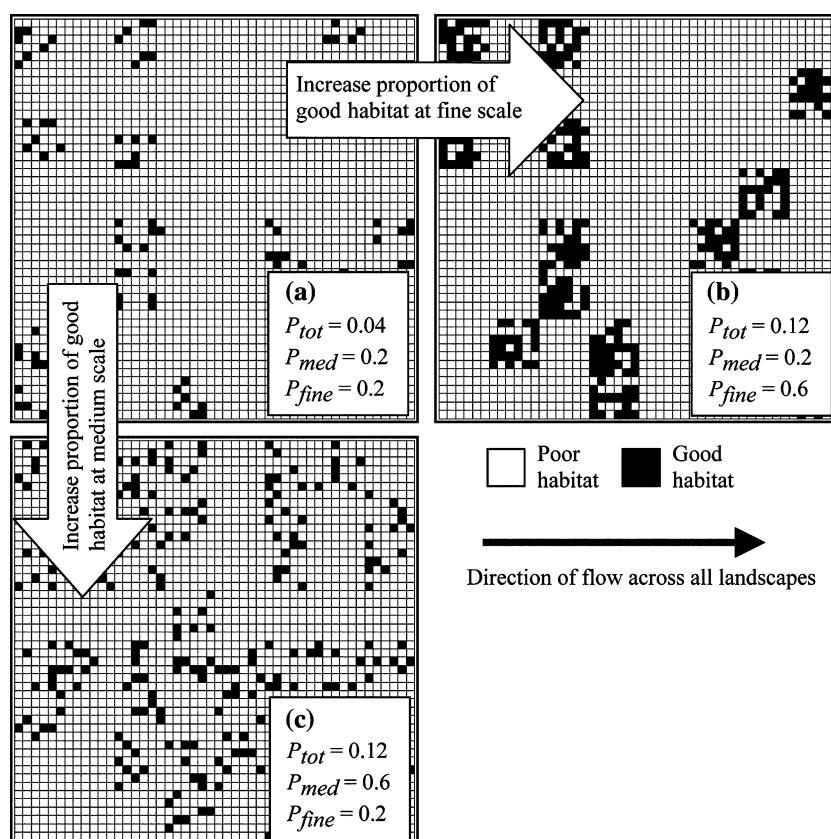 Increase proportion of
good habitat at fine scale
(a)
P_tot = 0.04
P_med = 0.2
P_fine = 0.2
(b)
P_tot = 0.12
P_med = 0.2
P_fine = 0.6
Increase proportion of good
habitat at medium scale
Poor
habitat
Good
habitat
Direction of flow across all landscapes
(c)
P_tot = 0.12
P_med = 0.6
P_fine = 0.2